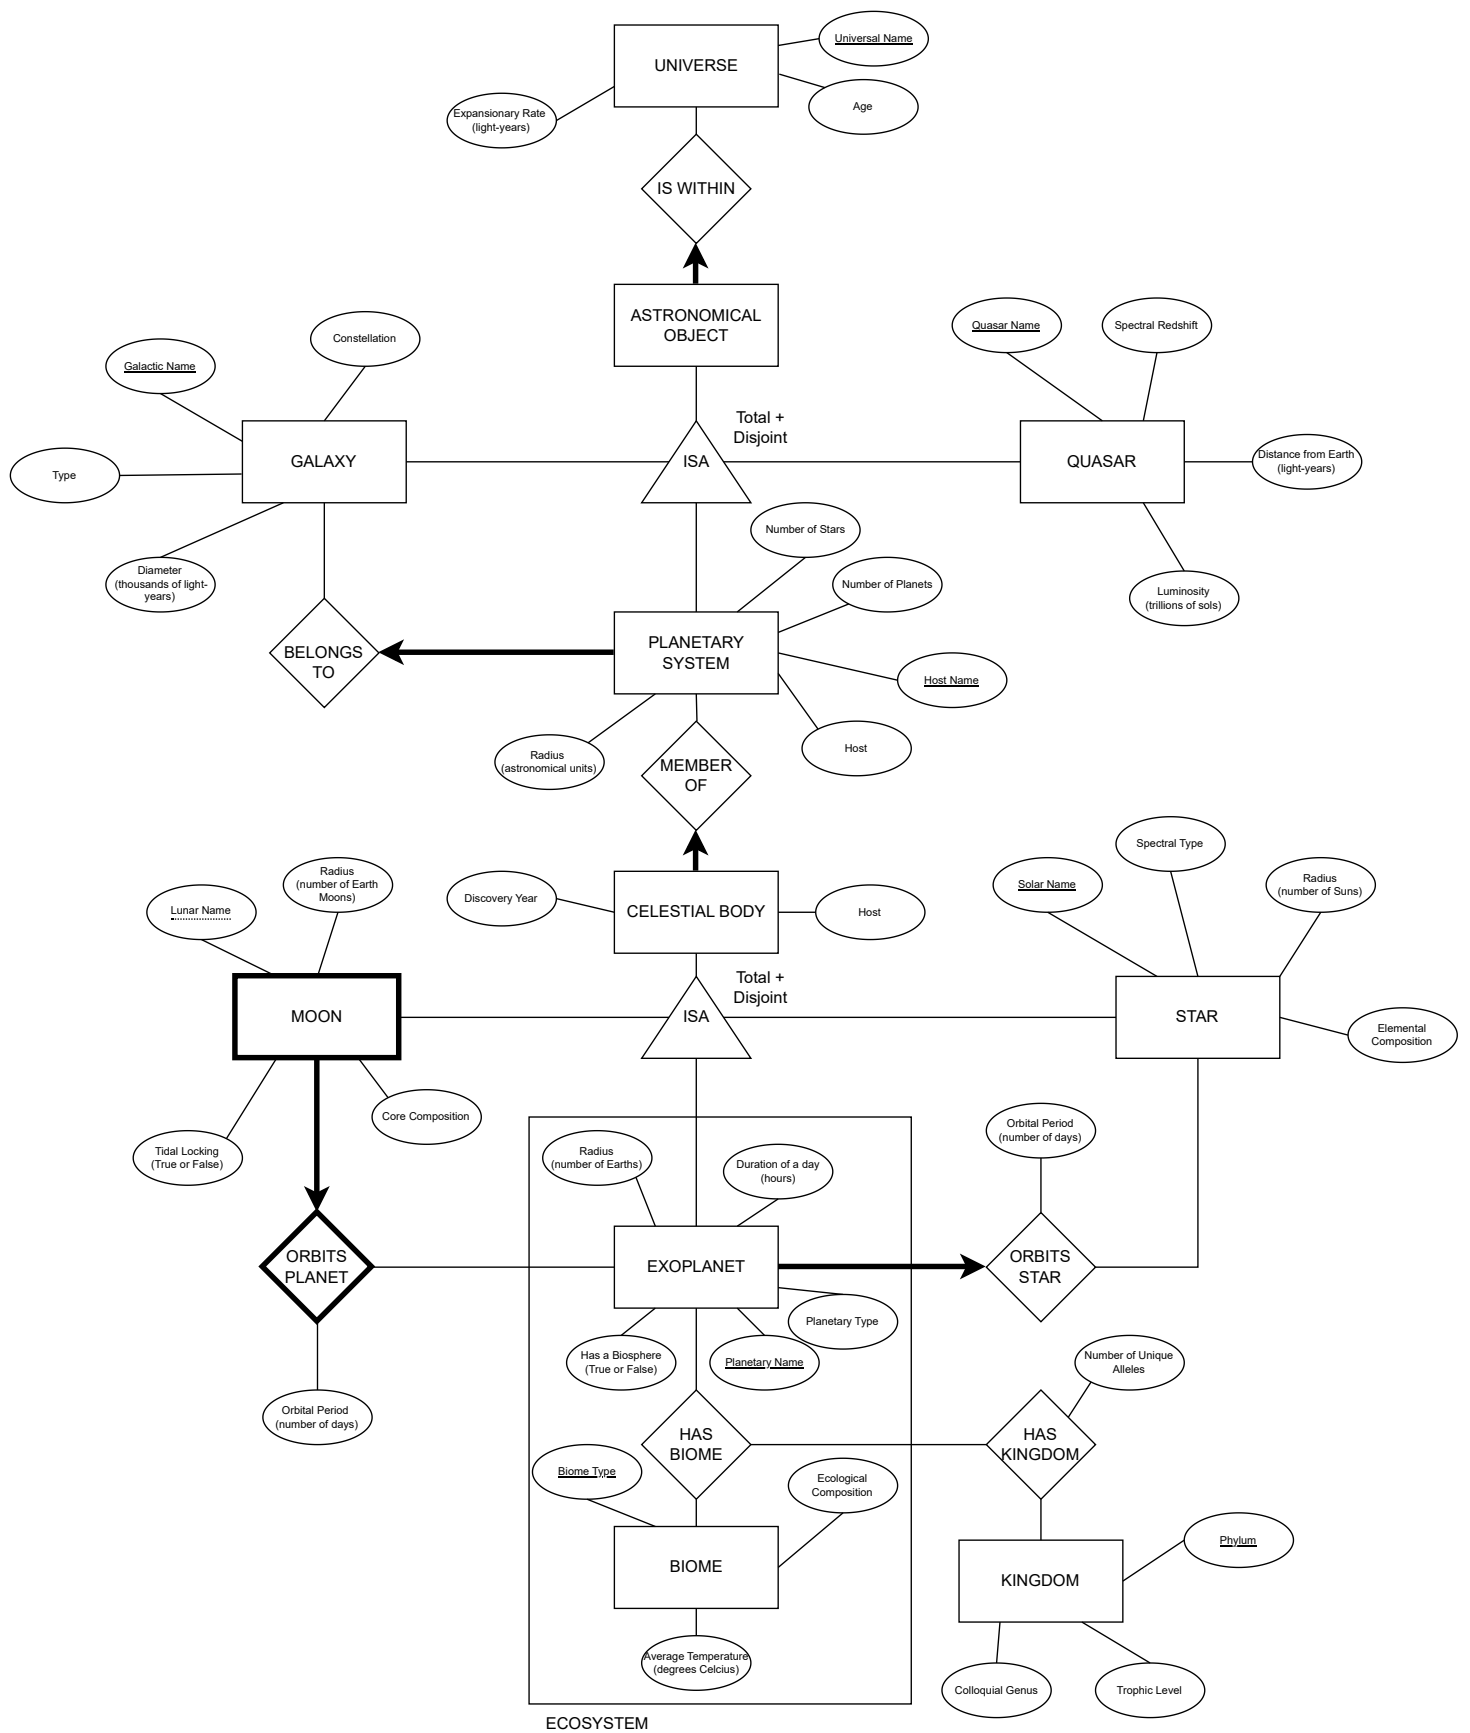 Universal Name
UNIVERSE
Age
Expansionary Rate
(light-years)
IS WITHIN
ASTRONOMICAL
OBJECT
Constellation
Galactic Name
Quasar Name
Spectral Redshift
Total +
Disjoint
GALAXY
ISA
QUASAR
Type
Distance from Earth
(light-years)
Number of Stars
Diameter
(thousands of light-
years)
Number of Planets
Luminosity
(trillions of sols)
BELONGS
TO
PLANETARY
SYSTEM
Host Name
Radius
(astronomical units)
Host
MEMBER
OF
Spectral Type
Radius
(number of Earth
Moons)
Lunar Name
Discovery Year
CELESTIAL BODY
Host
Solar Name
Radius
(number of Suns)
Total +
Disjoint
MOON
ISA
STAR
Elemental
Composition
Core Composition
Tidal Locking
(True or False)
Orbital Period
(number of days)
Radius
(number of Earths)
Duration of a day
(hours)
ORBITS
PLANET
EXOPLANET
ORBITS
STAR
Planetary Type
Has a Biosphere
(True or False)
Planetary Name
Number of Unique
Alleles
Orbital Period
(number of days)
HAS
BIOME
HAS
KINGDOM
Biome Type
Ecological
Composition
BIOME
KINGDOM
Phylum
Average Temperature
(degrees Celcius)
Colloquial Genus
Trophic Level
ECOSYSTEM